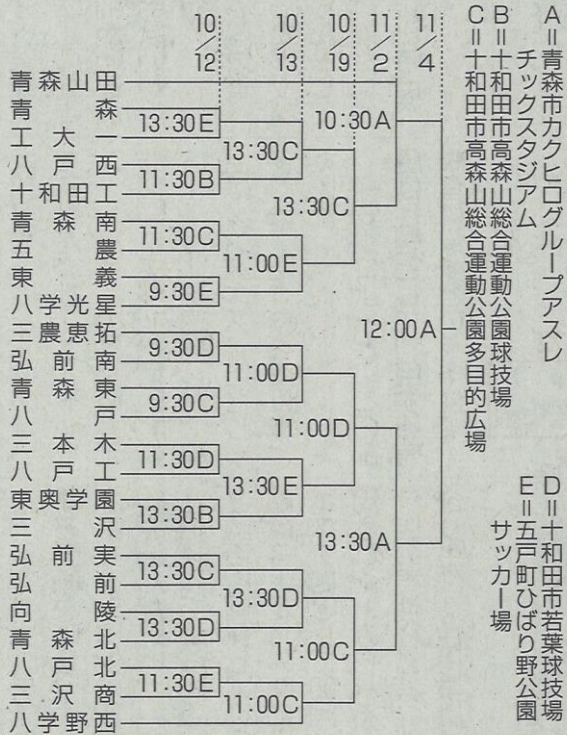 A=青森市カクヒログループアスレ
チックスタジアム
B=十和田市高森山総合運動公園球技場
C=十和田市高森山総合運動公園多目的広場
D=十和田市若葉球技場
E=五戸町ひばり野公園
サッカー場
10/12
10/13
10/19
11/2
11/4
青森山田
青森
工大一
八戸西
十和田工
青森南
五農
東義
八学光星
三農恵拓
弘前南
青森東
八戸
三本木
八戸工
東奥学園
三沢
弘前実
弘前
向陵
青森北
八戸北
三沢商
八学野西
13:30E
11:30B
11:30C
9:30E
9:30D
9:30C
11:30D
13:30B
13:30C
13:30D
11:30E
13:30C
11:00E
11:00D
13:30E
13:30D
11:00C
13:30C
11:00D
11:00C
10:30A
13:30A
12:00A